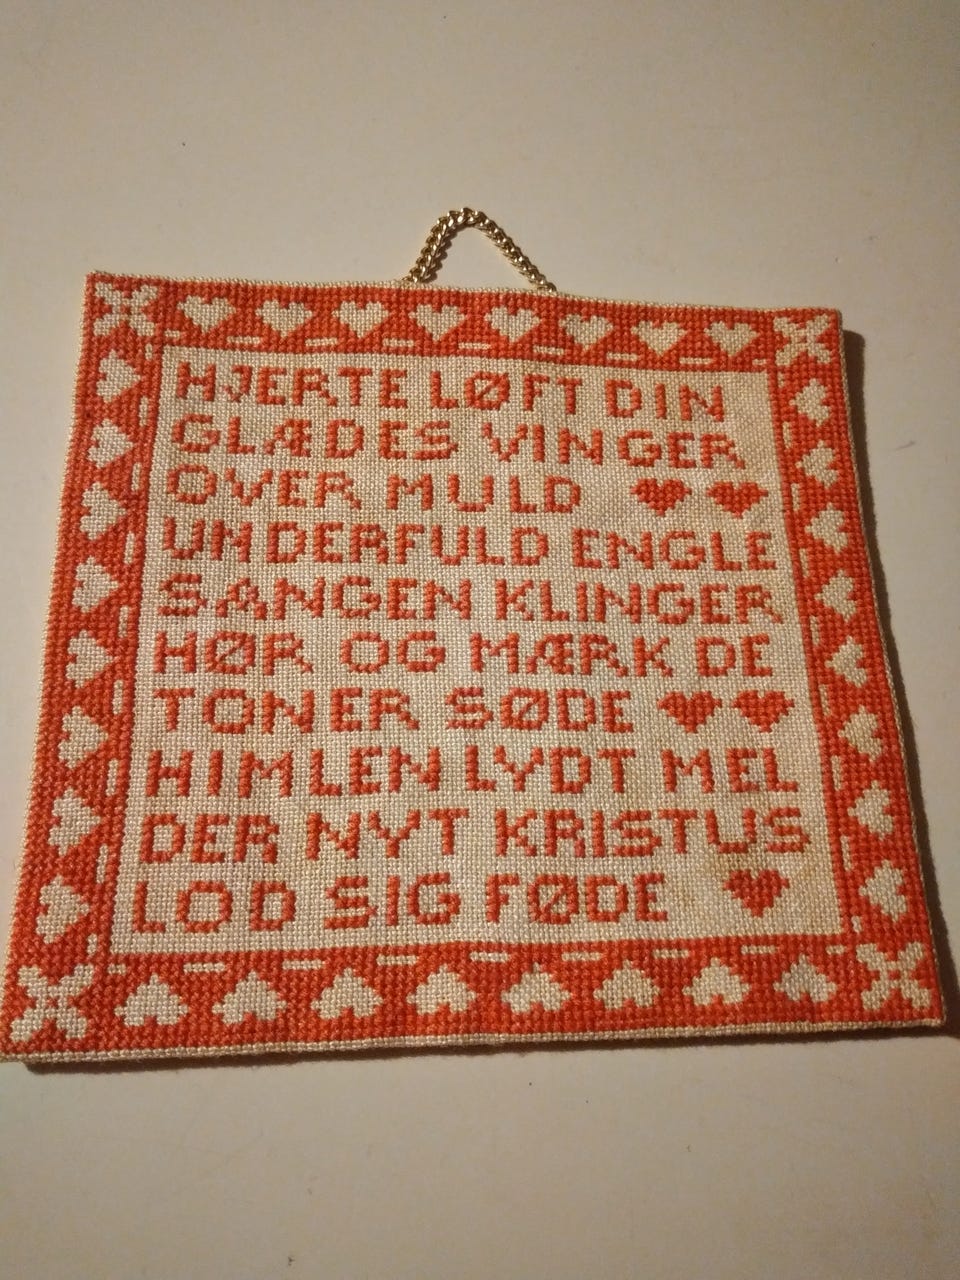 HJERTE LØFT DIN
GLÆDES VINGER
OVER MULD
UNDERFULD ENGLE
SANGEN KLINGER
HØR OG MÆRK DE
TONER SØDE
HIMLEN LYDT MEL
DER NYT KRISTUS
LOD SIG FØDE